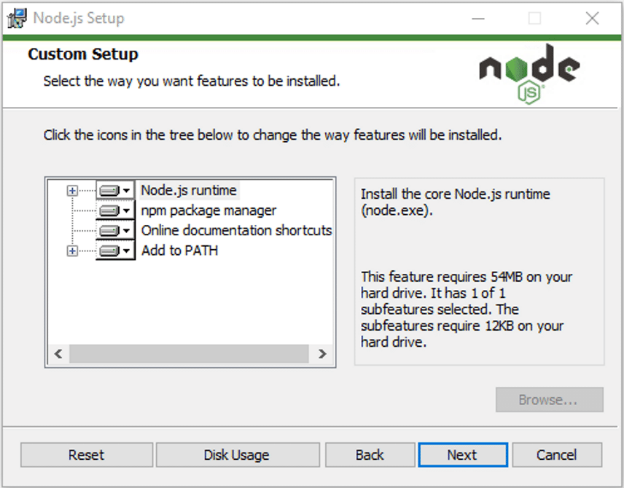 Node.js Setup
Custom Setup
Select the way you want features to be installed.
node
JS
Click the icons in the tree below to change the way features will be installed.
Node.js runtime
npm package manager
Online documentation shortcuts
Add to PATH
Install the core Node.js runtime
(node.exe).
This feature requires 54MB on your
hard drive. It has 1 of 1
subfeatures selected. The
subfeatures require 12KB on your
hard drive.
Browse...
Reset
Disk Usage
Back
Next
Cancel